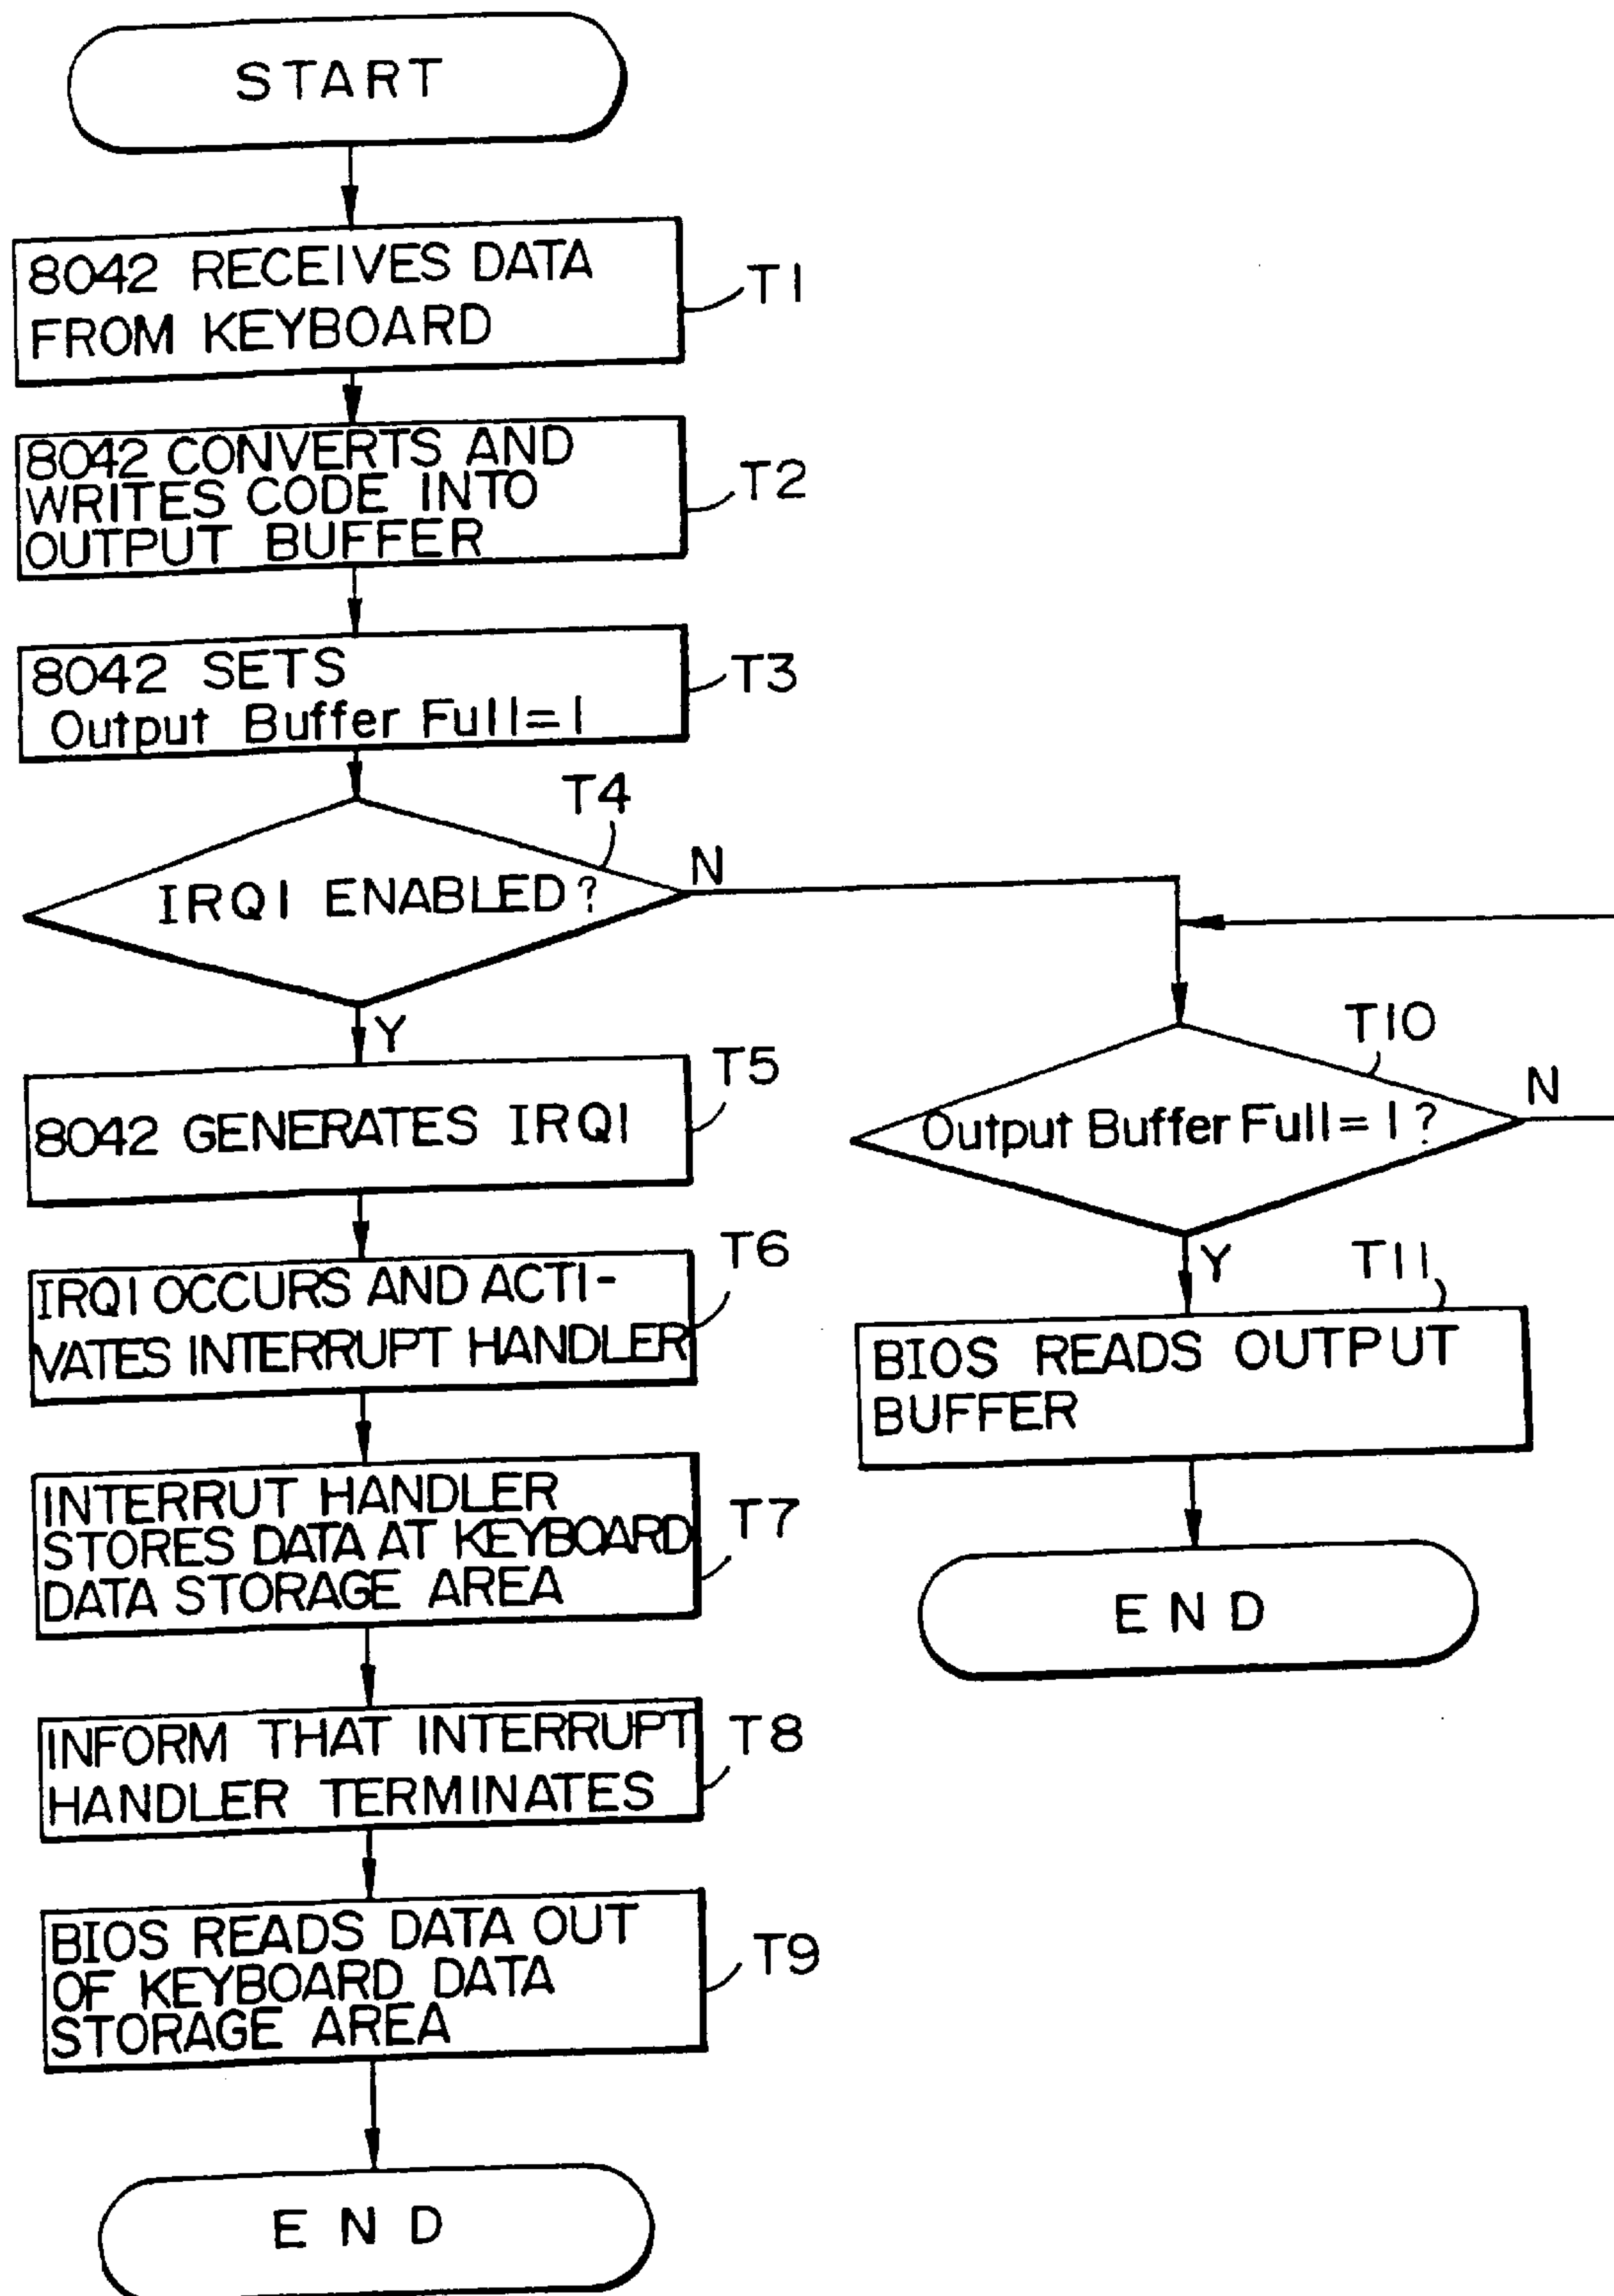 START
8042 RECEIVES DATA
FROM KEYBOARD
T1
8042 CONVERTS AND
WRITES CODE INTO
OUTPUT BUFFER
T2
8042 SETS
Output Buffer Full=1
T3
T4
IRQ1 ENABLED?
N
Y
8042 GENERATES IRQ1
T5
IRQ1 OCCURS AND ACTI-
VATES INTERRUPT HANDLER
T6
INTERRUT HANDLER
STORES DATA AT KEYBOARD
DATA STORAGE AREA
T7
INFORM THAT INTERRUPT
HANDLER TERMINATES
T8
BIOS READS DATA OUT
OF KEYBOARD DATA
STORAGE AREA
T9
END
T10
Output Buffer Full=1?
N
Y
T11
BIOS READS OUTPUT
BUFFER
END